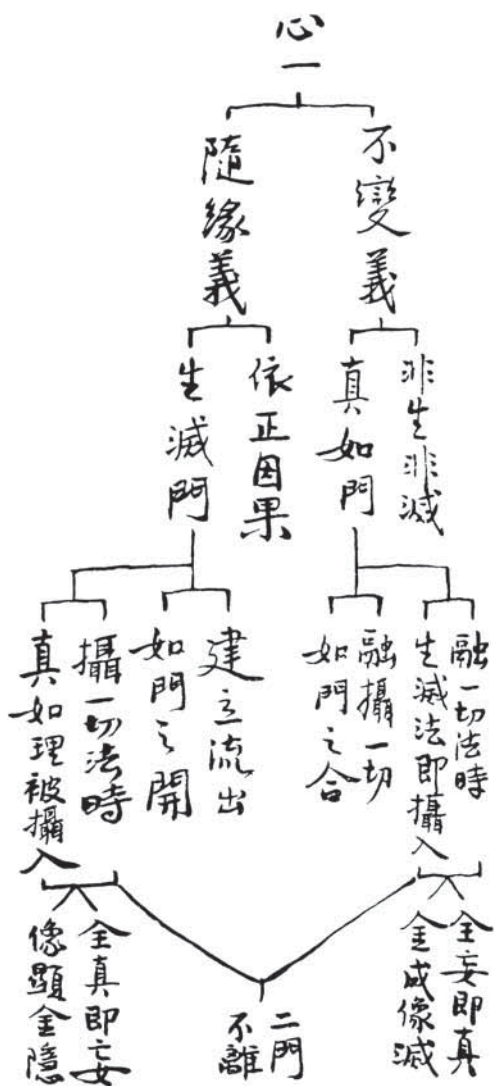 心一
不變義
隨緣義
非生非滅
真如門
依正因果
生滅門
融一切法時
生滅法即攝入
融攝一切
如門之合
建立流出
如門之開
攝一切法時
真如理被攝入
全妄即真
金成像滅
全真即妄
像顯金隱
二門
不離